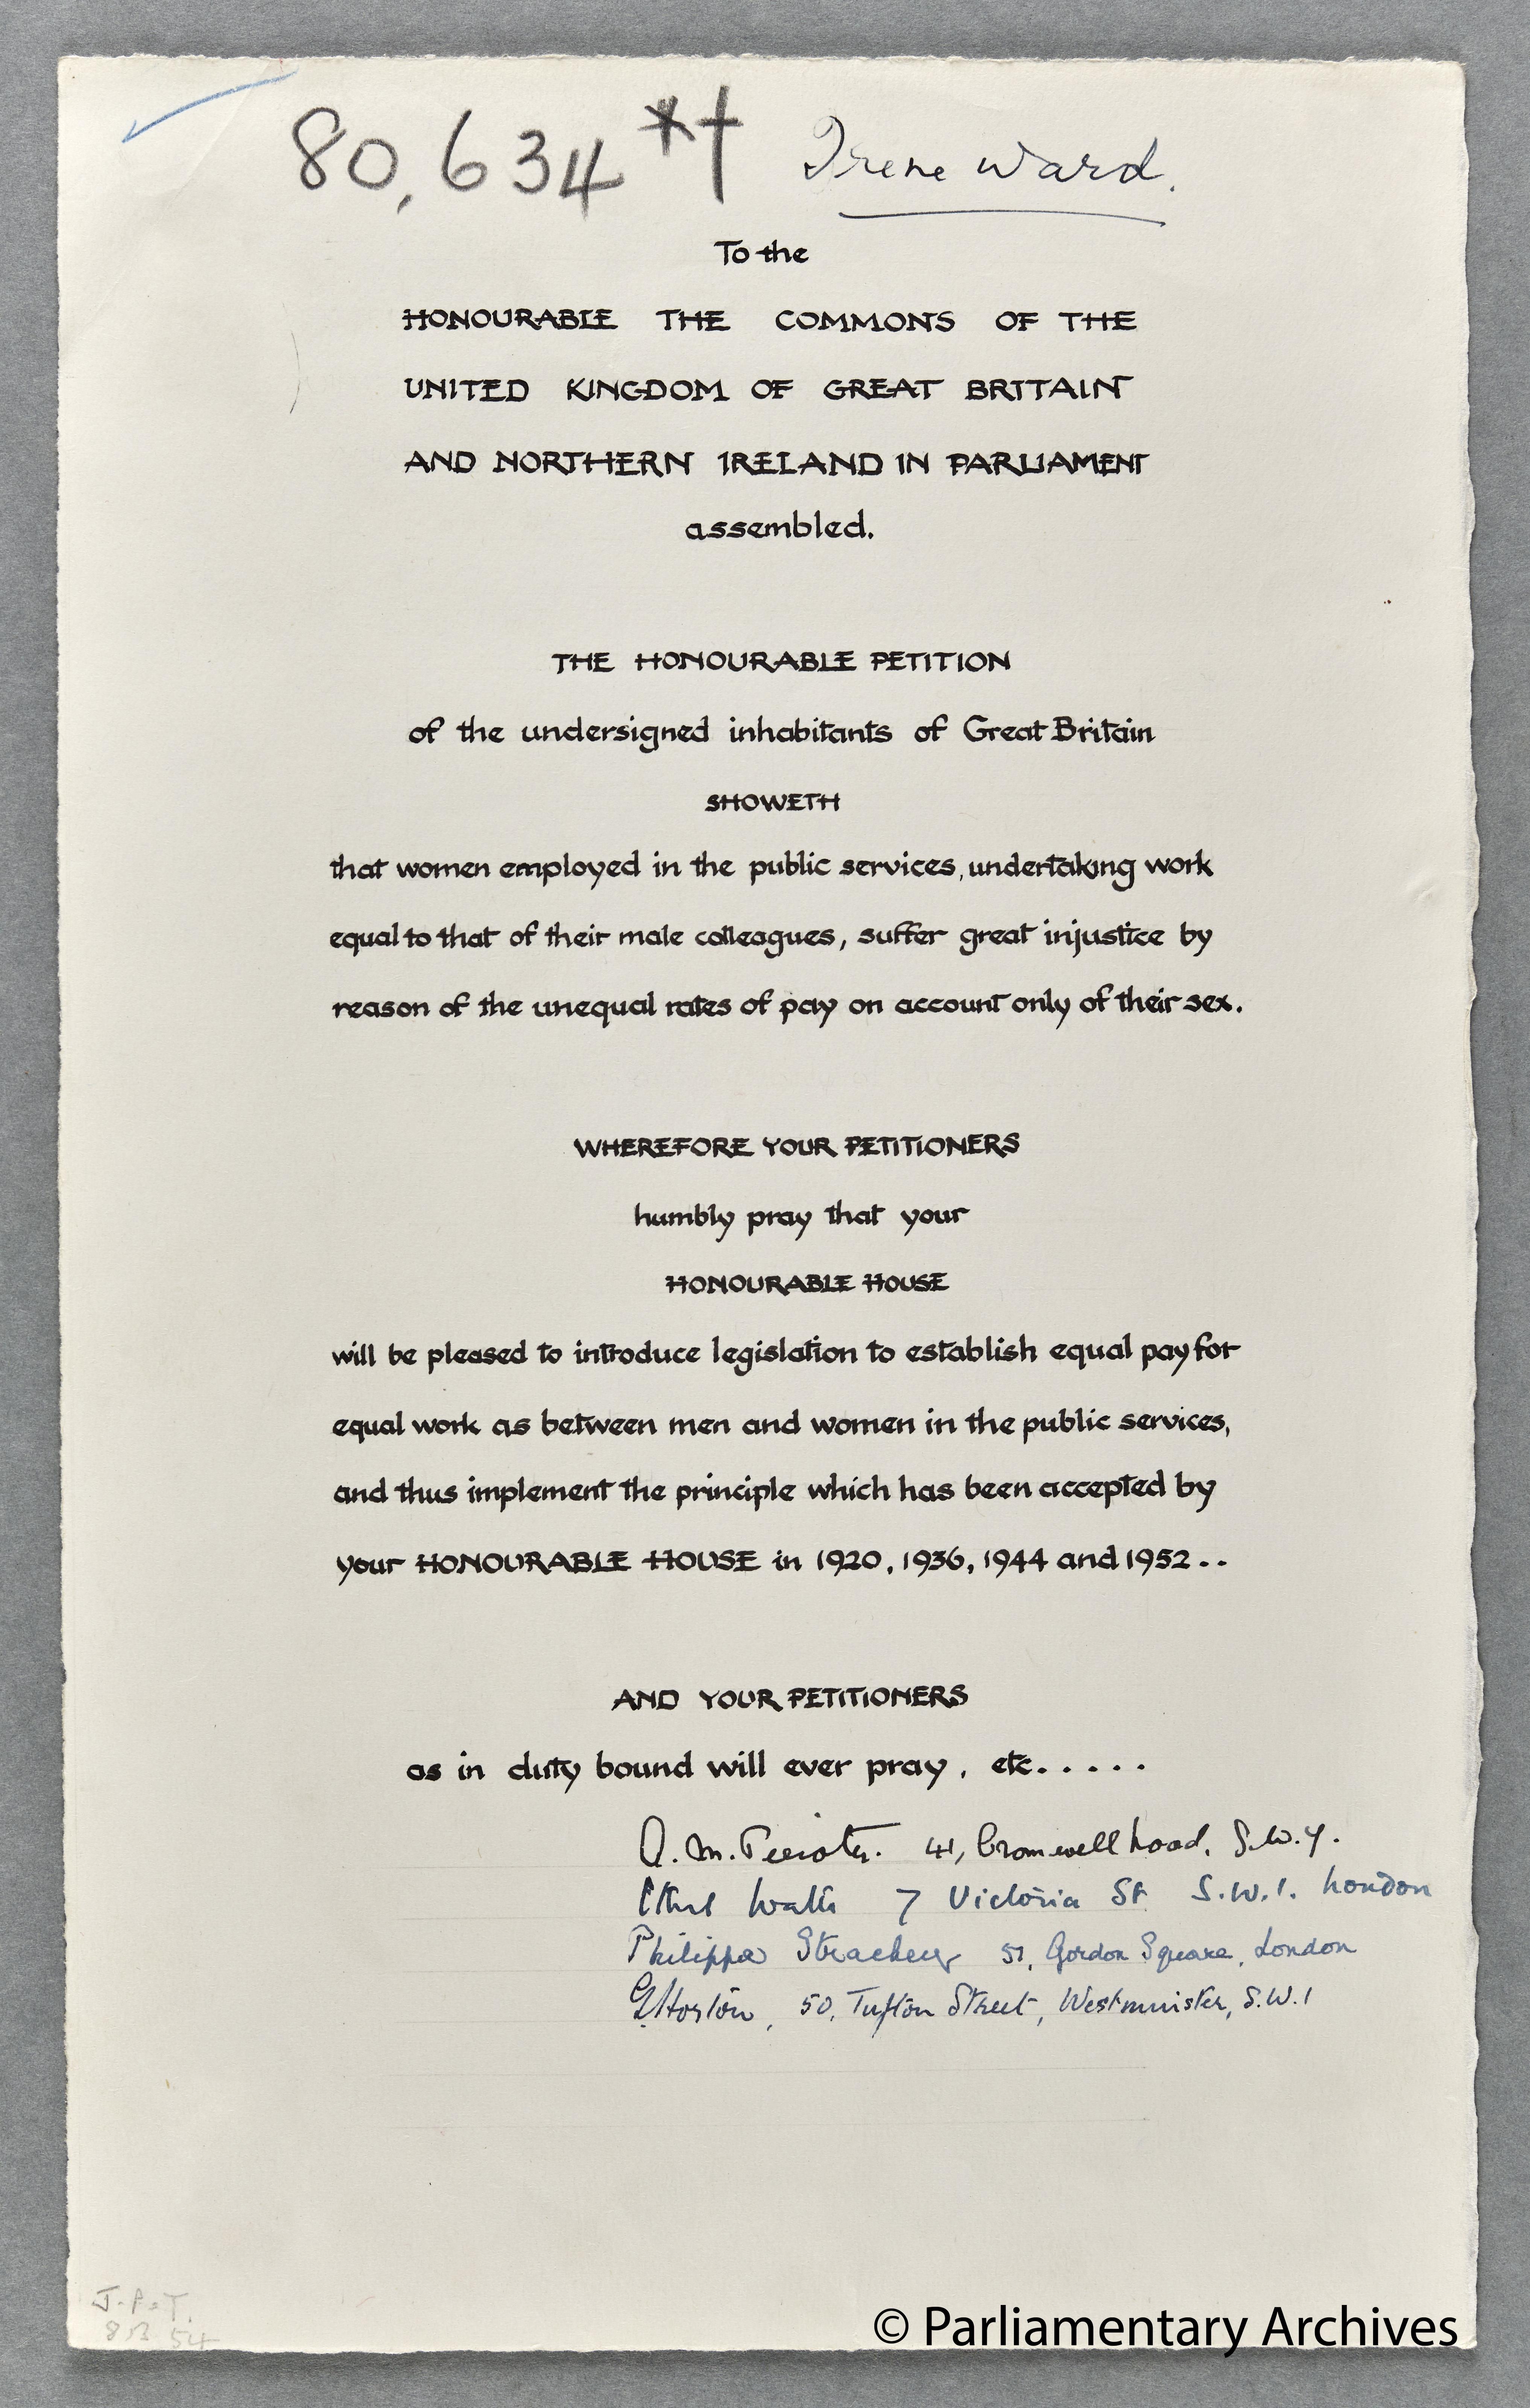 80,634*† Irene Ward.
To the
HONOURABLE THE COMMONS OF THE
UNITED KINGDOM OF GREAT BRITAIN
AND NORTHERN IRELAND IN PARLIAMENT
assembled.
THE HONOURABLE PETITION
of the undersigned inhabitants of Great Britain
SHOWETH
that women employed in the public services, undertaking work
equal to that of their male colleagues, suffer great injustice by
reason of the unequal rates of pay on account only of their sex.
WHEREFORE YOUR PETITIONERS
humbly pray that your
HONOURABLE HOUSE
will be pleased to introduce legislation to establish equal pay for
equal work as between men and women in the public services,
and thus implement the principle which has been accepted by
your HONOURABLE HOUSE in 1920, 1936, 1944 and 1952..
AND YOUR PETITIONERS
as in duty bound will ever pray, etc.....
41, Road, S.W.7.
Ethel Watts 7 Victoria St S.W.1. London
Philippa Strachey 51, Gordon Square, London
50, Tufton Street, Westminster, S.W.1
© Parliamentary Archives